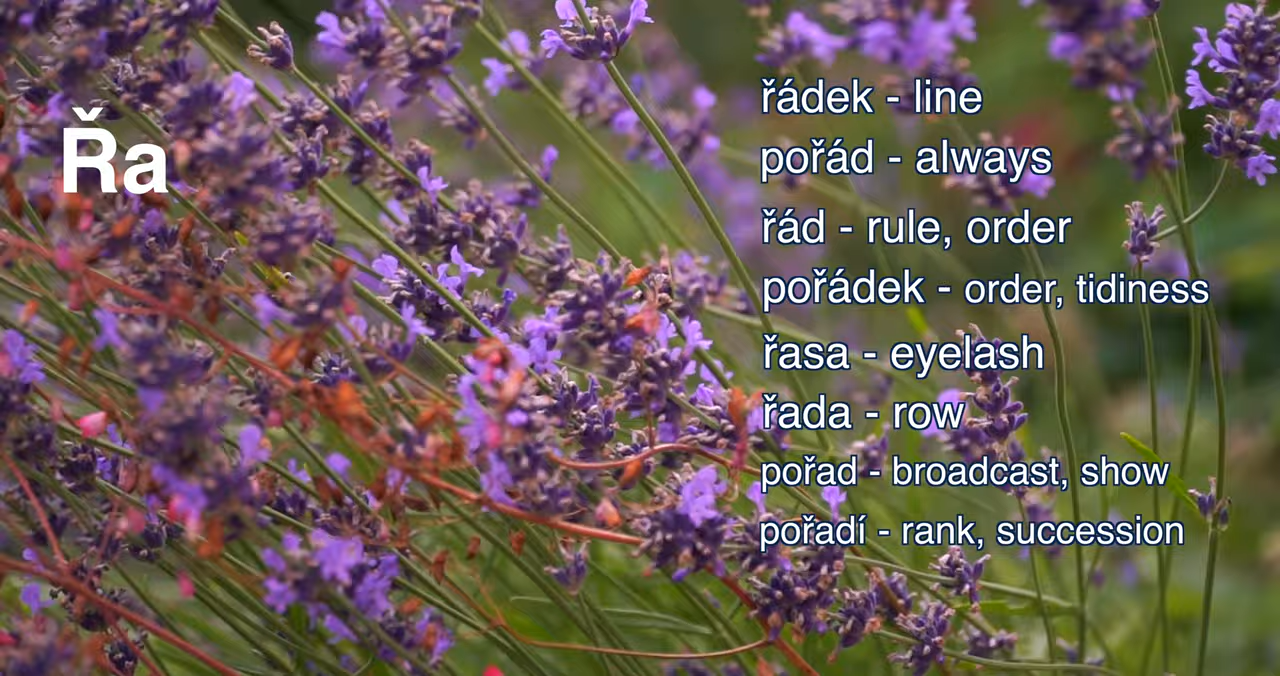 Řa
řádek - line
pořád - always
řád - rule, order
pořádek - order, tidiness
řasa - eyelash
řada - row
pořad - broadcast, show
pořadí - rank, succession